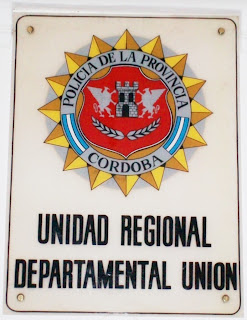 POLICIA DE LA PROVINCIA
CORDOBA
UNIDAD REGIONAL
DEPARTAMENTAL UNION